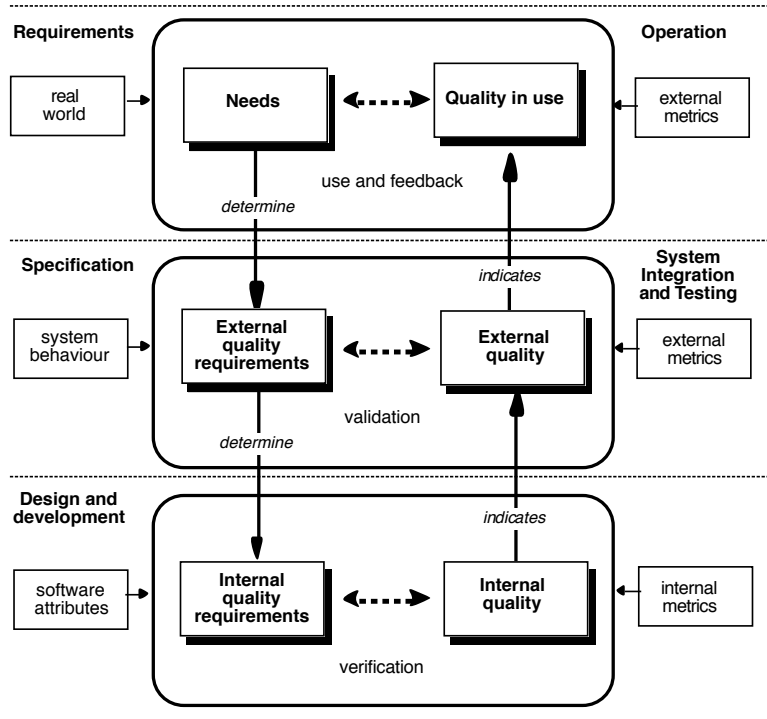 Requirements
Operation
real
world
Needs
Quality in use
external
metrics
use and feedback
determine
Specification
System
Integration
and Testing
indicates
system
behaviour
External
quality
requirements
External
quality
external
metrics
validation
determine
Design and
development
indicates
software
attributes
Internal
quality
requirements
Internal
quality
internal
metrics
verification